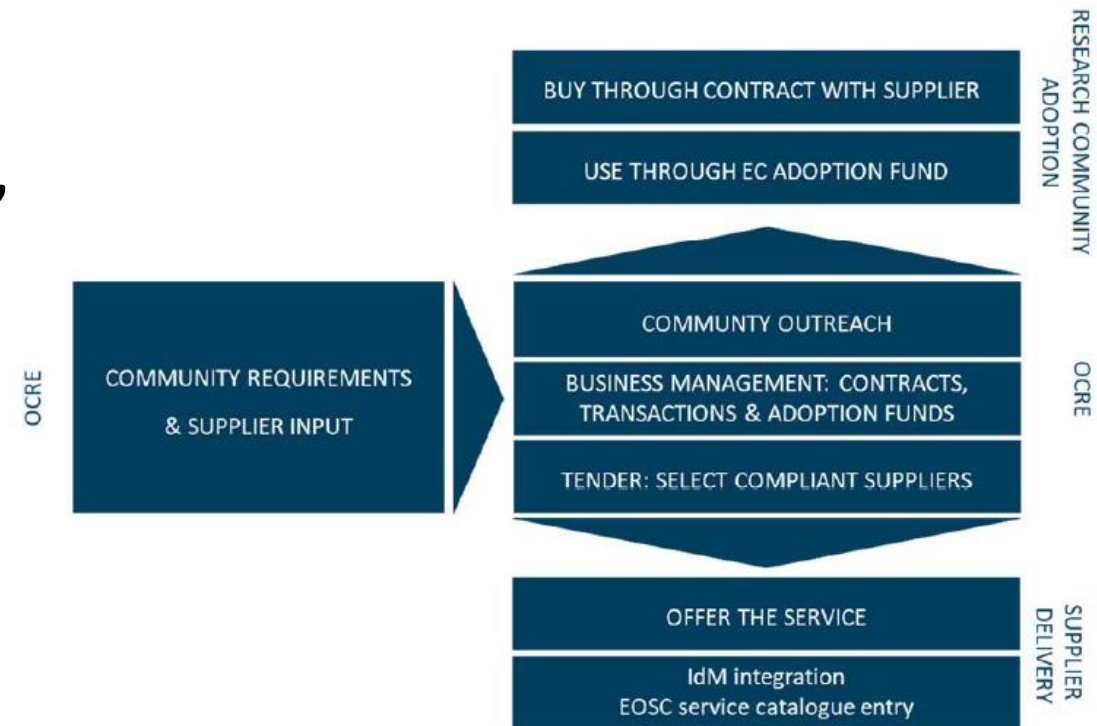 RESEARCH COMMUNITY
ADOPTION
BUY THROUGH CONTRACT WITH SUPPLIER
USE THROUGH EC ADOPTION FUND
,
OCRE
COMMUNITY REQUIREMENTS
& SUPPLIER INPUT
COMMUNTY OUTREACH
BUSINESS MANAGEMENT: CONTRACTS,
TRANSACTIONS & ADOPTION FUNDS
TENDER: SELECT COMPLIANT SUPPLIERS
OCRE
OFFER THE SERVICE
IdM integration
EOSC service catalogue entry
SUPPLIER
DELIVERY